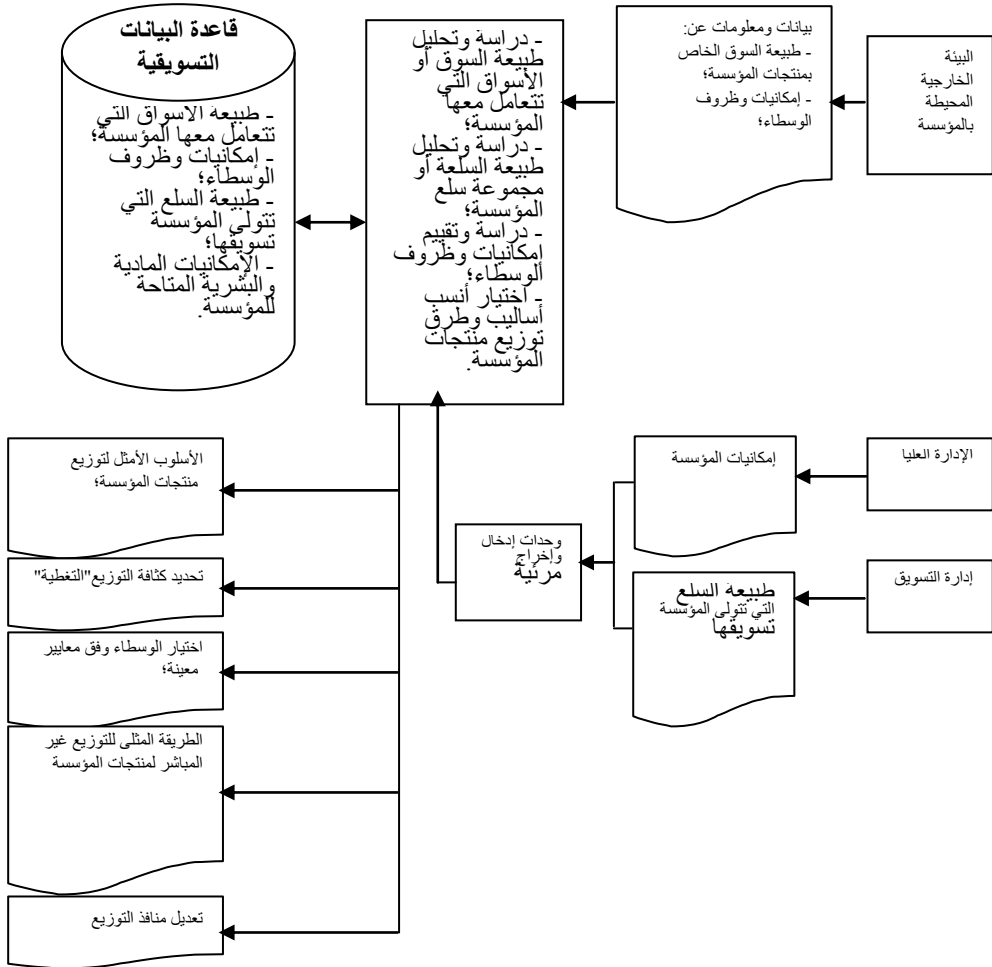 البيئة
الخارجية
المحيطة
بالمؤسسة
بيانات ومعلومات عن:
- طبيعة السوق الخاص
بمنتجات المؤسسة؛
- إمكانيات وظروف
الوسطاء؛
- دراسة وتحليل
طبيعة السوق أو
الأسواق التي
تتعامل معها
المؤسسة؛
- دراسة وتحليل
طبيعة السلعة أو
مجموعة سلع
المؤسسة؛
- دراسة وتقييم
إمكانيات وظروف
الوسطاء؛
- اختيار أنسب
أساليب وطرق
توزيع منتجات
المؤسسة.
قاعدة البيانات
التسويقية
- طبيعة الاسواق التي
تتعامل معها المؤسسة؛
- إمكانيات وظروف
الوسطاء؛
- طبيعة السلع التي
تتولى المؤسسة
تسويقها؛
- الإمكانيات المادية
والبشرية المتاحة
للمؤسسة.
الإدارة العليا
إمكانيات المؤسسة
إدارة التسويق
طبيعة السلع
التي تتولى المؤسسة
تسويقها
وحدات إدخال
وإخراج
مرئية
الأسلوب الأمثل لتوزيع
منتجات المؤسسة؛
تحديد كثافة التوزيع"التغطية"
اختيار الوسطاء وفق معايير
معينة؛
الطريقة المثلى للتوزيع غير
المباشر لمنتجات المؤسسة
تعديل منافذ التوزيع